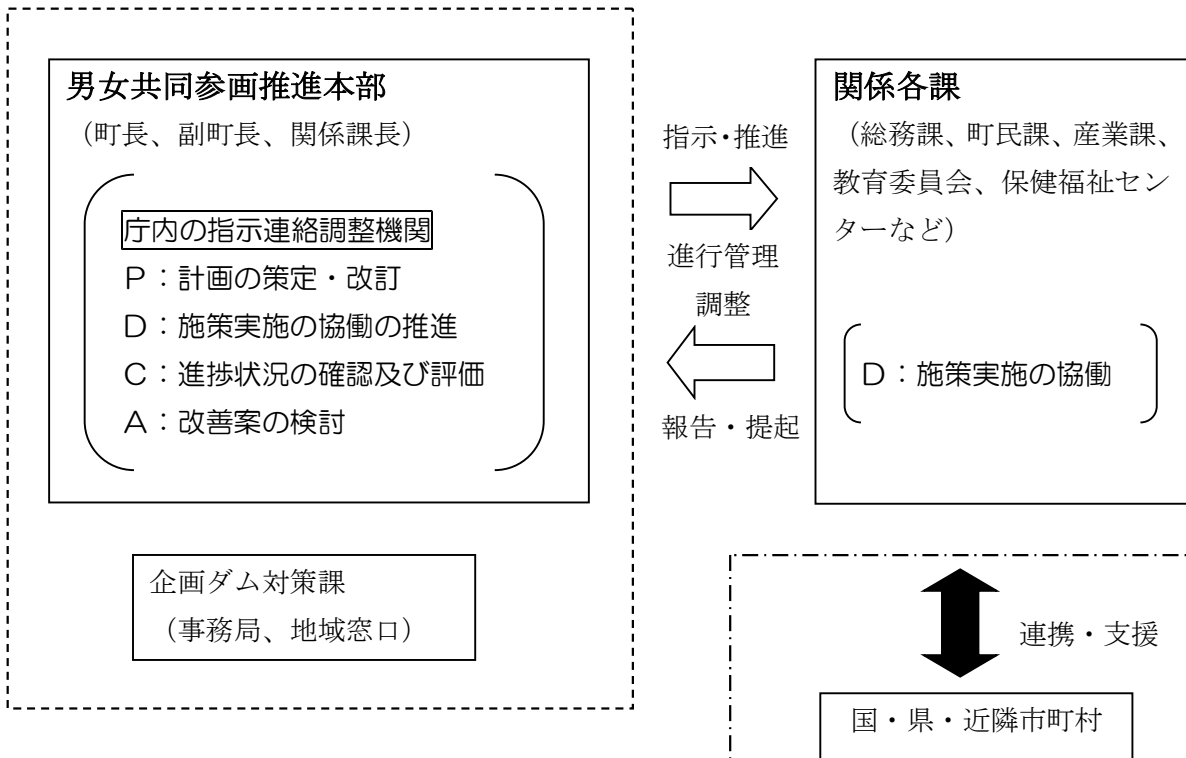 男女共同参画推進本部
（町長、副町長、関係課長）
庁内の指示連絡調整機関
Ｐ：計画の策定・改訂
Ｄ：施策実施の協働の推進
Ｃ：進捗状況の確認及び評価
Ａ：改善案の検討
企画ダム対策課
（事務局、地域窓口）
指示・推進
進行管理
調整
報告・提起
関係各課
（総務課、町民課、産業課、
教育委員会、保健福祉セン
ターなど）
Ｄ：施策実施の協働
連携・支援
国・県・近隣市町村